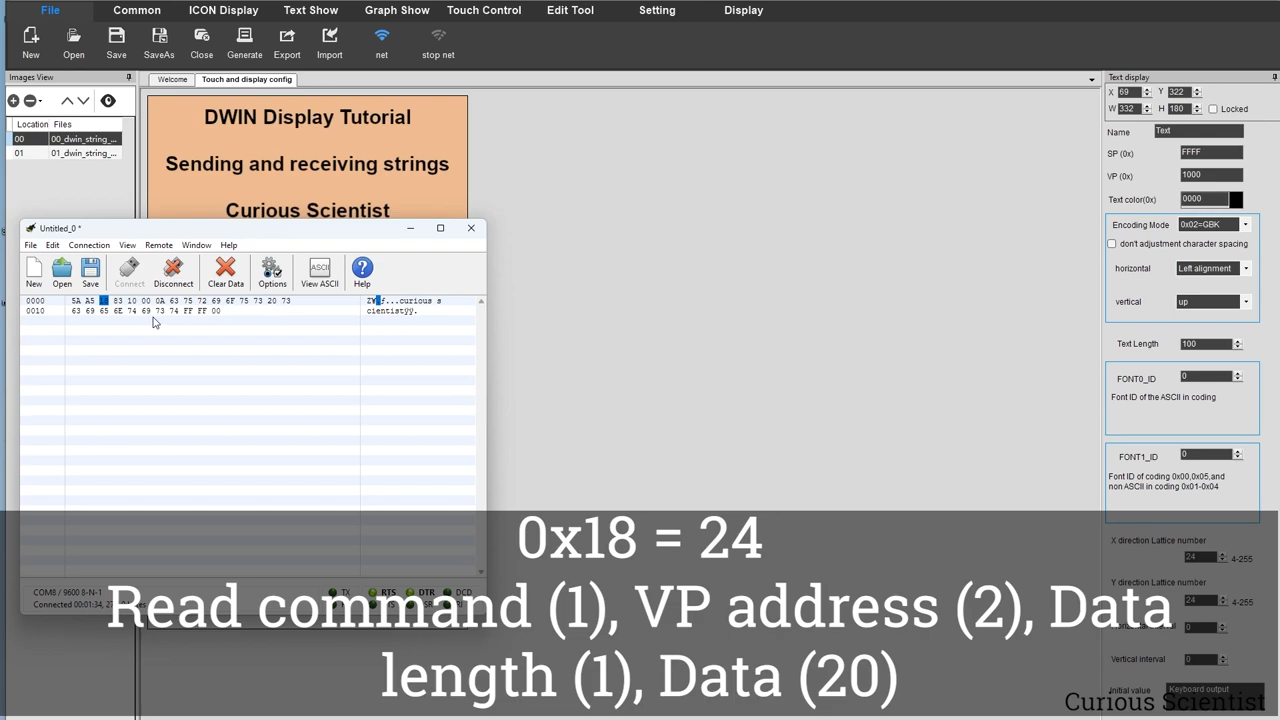 File Common ICON Display Text Show Graph Show Touch Control Edit Tool Setting Display
New Open Save SaveAs Close Generate Export Import net stop net
Images View
Welcome Touch and display config
Text display
Location Files
00 00_dwin_string_...
01 01_dwin_string_...
DWIN Display Tutorial
Sending and receiving strings
Curious Scientist
Untitled_0 *
File Edit Connection View Remote Window Help
New Open Save Connect Disconnect Clear Data Options View ASCII Help
0000 5A A5 18 83 10 00 0A 63 75 72 69 6F 75 73 20 73
0010 63 69 65 6E 74 69 73 74 FF FF 00
curious s
cientistÿÿ.
COM8 / 9600 8-N-1
Connected 00:01:34,
TX RTS DTR DCD
X 69 Y 322
W 332 H 180 Locked
Name Text
SP (0x) FFFF
VP (0x) 1000
Text color(0x) 0000
Encoding Mode 0x02=GBK
don't adjustment character spacing
horizontal Left alignment
vertical up
Text Length 100
FONT0_ID 0
Font ID of the ASCII in coding
FONT1_ID 0
Font ID of coding 0x00,0x05,and
non ASCII in coding 0x01-0x04
X direction Lattice number
24 4-255
Y direction Lattice number
24 4-255
0
Vertical interval 0
Initial value Keyboard output
0x18 = 24
Read command (1), VP address (2), Data
length (1), Data (20)
Curious Scientist